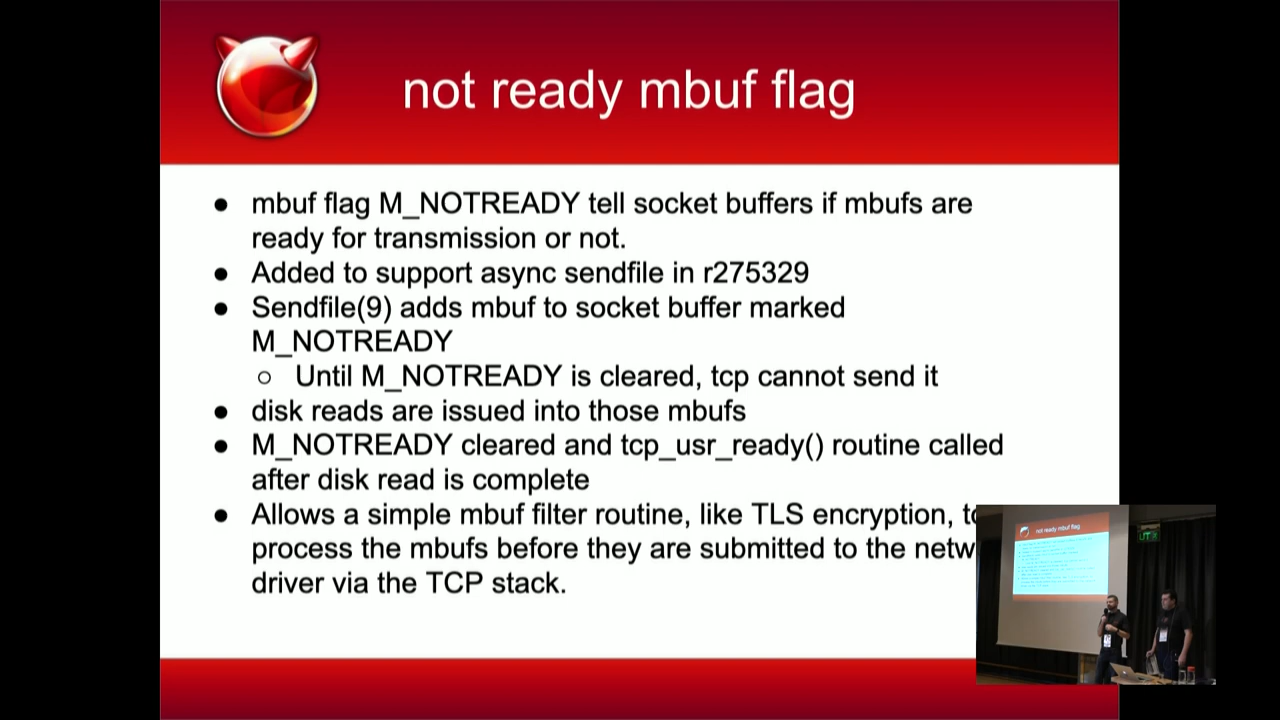 not ready mbuf flag
● mbuf flag M_NOTREADY tell socket buffers if mbufs are
ready for transmission or not.
● Added to support async sendfile in r275329
● Sendfile(9) adds mbuf to socket buffer marked
M_NOTREADY
○ Until M_NOTREADY is cleared, tcp cannot send it
● disk reads are issued into those mbufs
● M_NOTREADY cleared and tcp_usr_ready() routine called
after disk read is complete
● Allows a simple mbuf filter routine, like TLS encryption, to
process the mbufs before they are submitted to the netw
driver via the TCP stack.
not ready mbuf flag